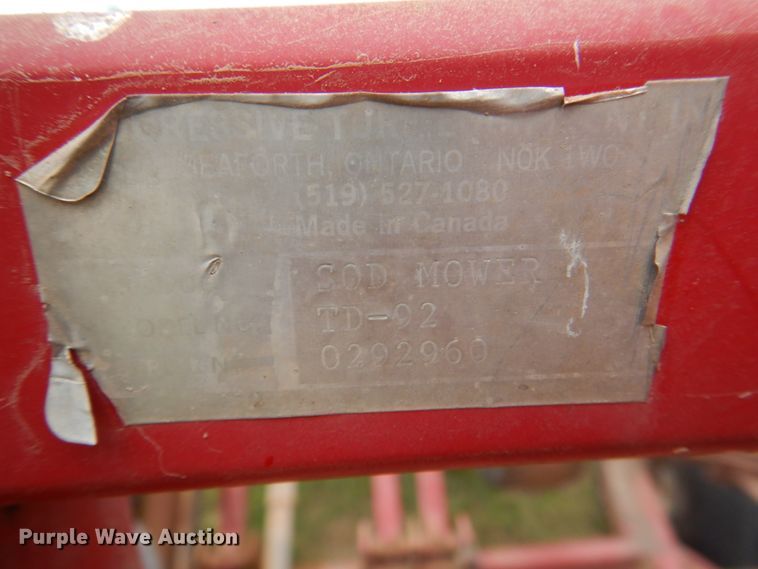 SEAFORTH, ONTARIO N0K 1W0
(519) 527-1080
Made in Canada
SOD MOWER
TD-92
0292960
Purple Wave Auction®